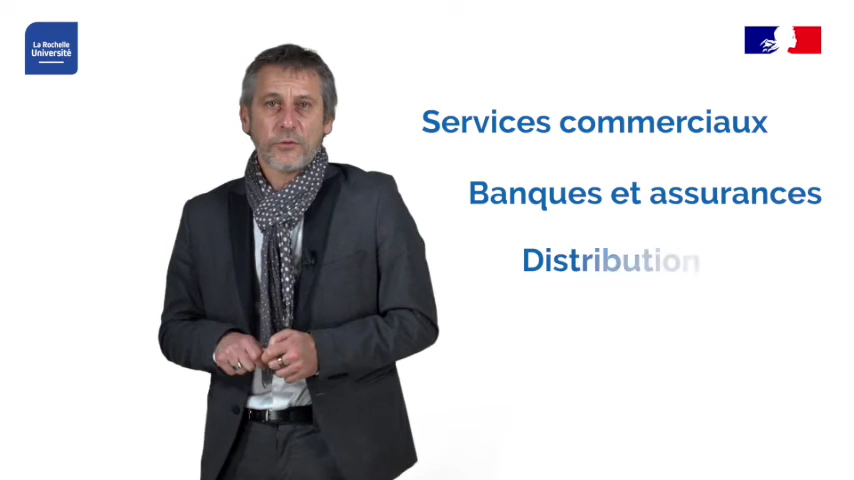 La Rochelle
Université
Services commerciaux
Banques et assurances
Distribution